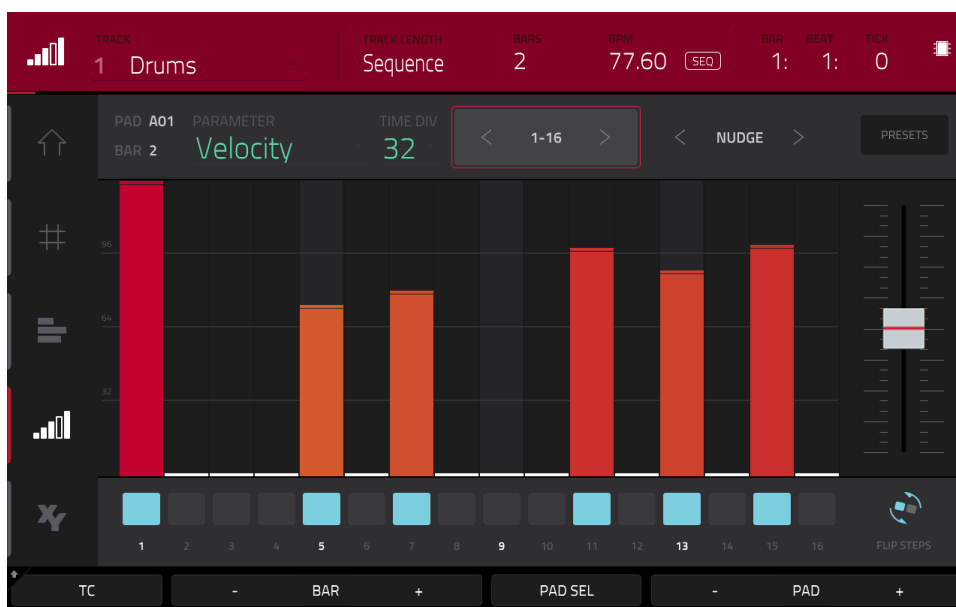 TRACK TRACK LENGTH BARS BPM BAR BEAT TICK
1 Drums Sequence 2 77.60 SEQ 1: 1: 0
PAD A01 PARAMETER TIME DIV
BAR 2 Velocity 32 < 1-16 > < NUDGE > PRESETS
96
64
32
XY
1 2 3 4 5 6 7 8 9 10 11 12 13 14 15 16 FLIP STEPS
TC - BAR + PAD SEL - PAD +